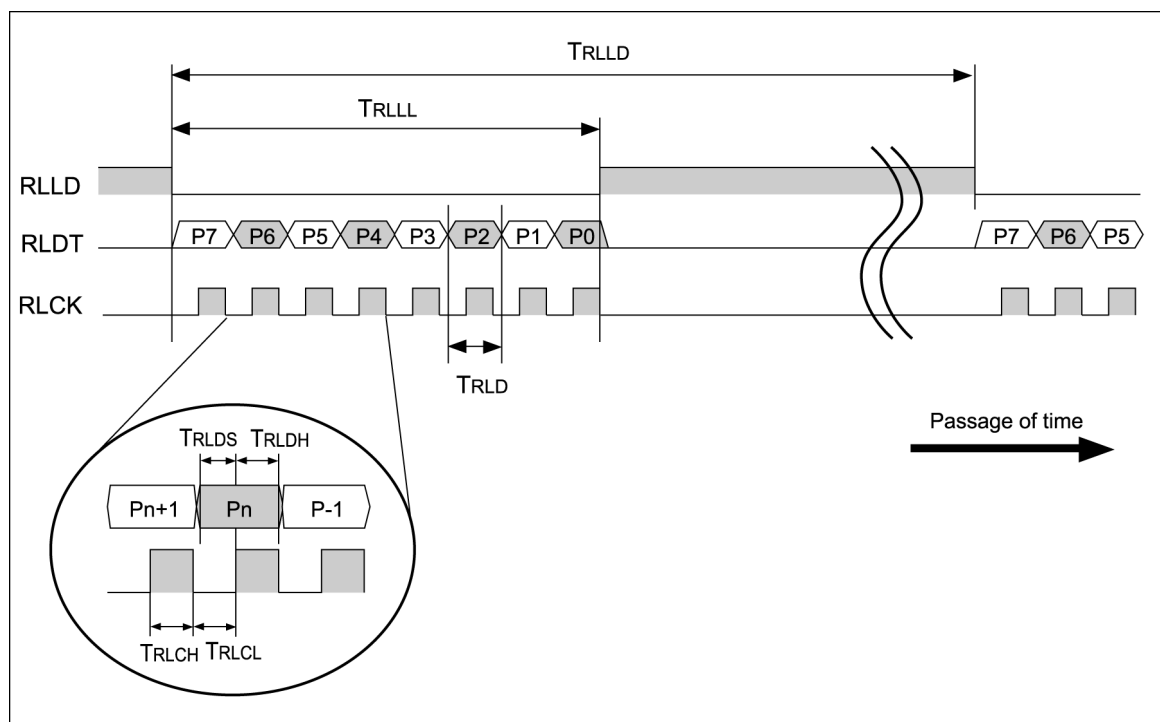 TRLLD
TRLLL
RLLD
RLDT P7 P6 P5 P4 P3 P2 P1 P0 P7 P6 P5
RLCK
TRLD
Passage of time
TRLDS TRLDH
Pn+1 Pn P-1
TRLCH TRLCL